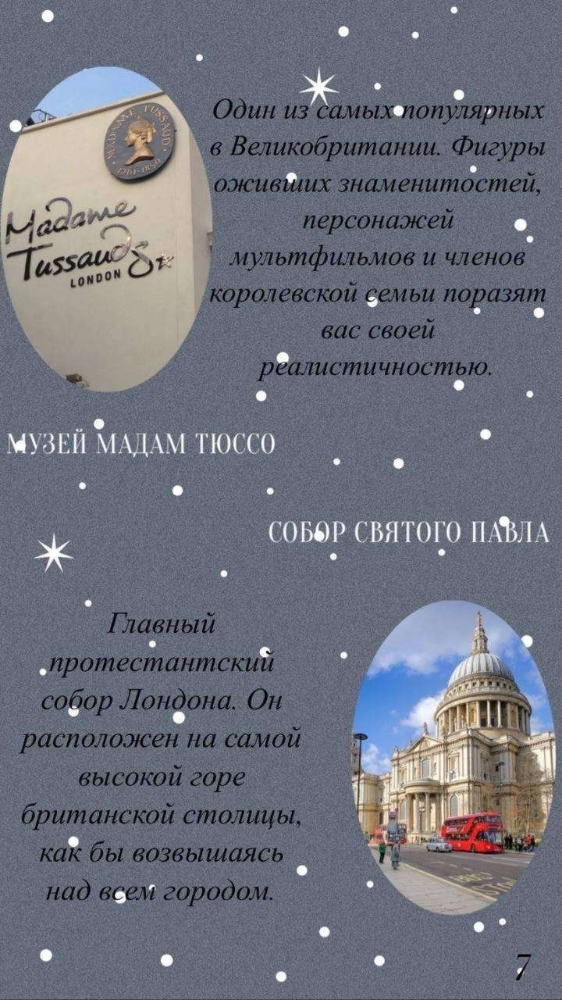 Один из самых популярных
в Великобритании. Фигуры
оживших знаменитостей,
персонажей
мультфильмов и членов
королевской семьи поразят
вас своей
реалистичностью.
MADAME TUSSAUD
1761-1850
Madame
Tussauds
LONDON
МУЗЕЙ МАДАМ ТЮССО
СОБОР СВЯТОГО ПАВЛА
Главный
протестантский
собор Лондона. Он
расположен на самой
высокой горе
британской столицы,
как бы возвышаясь
над всем городом.
7